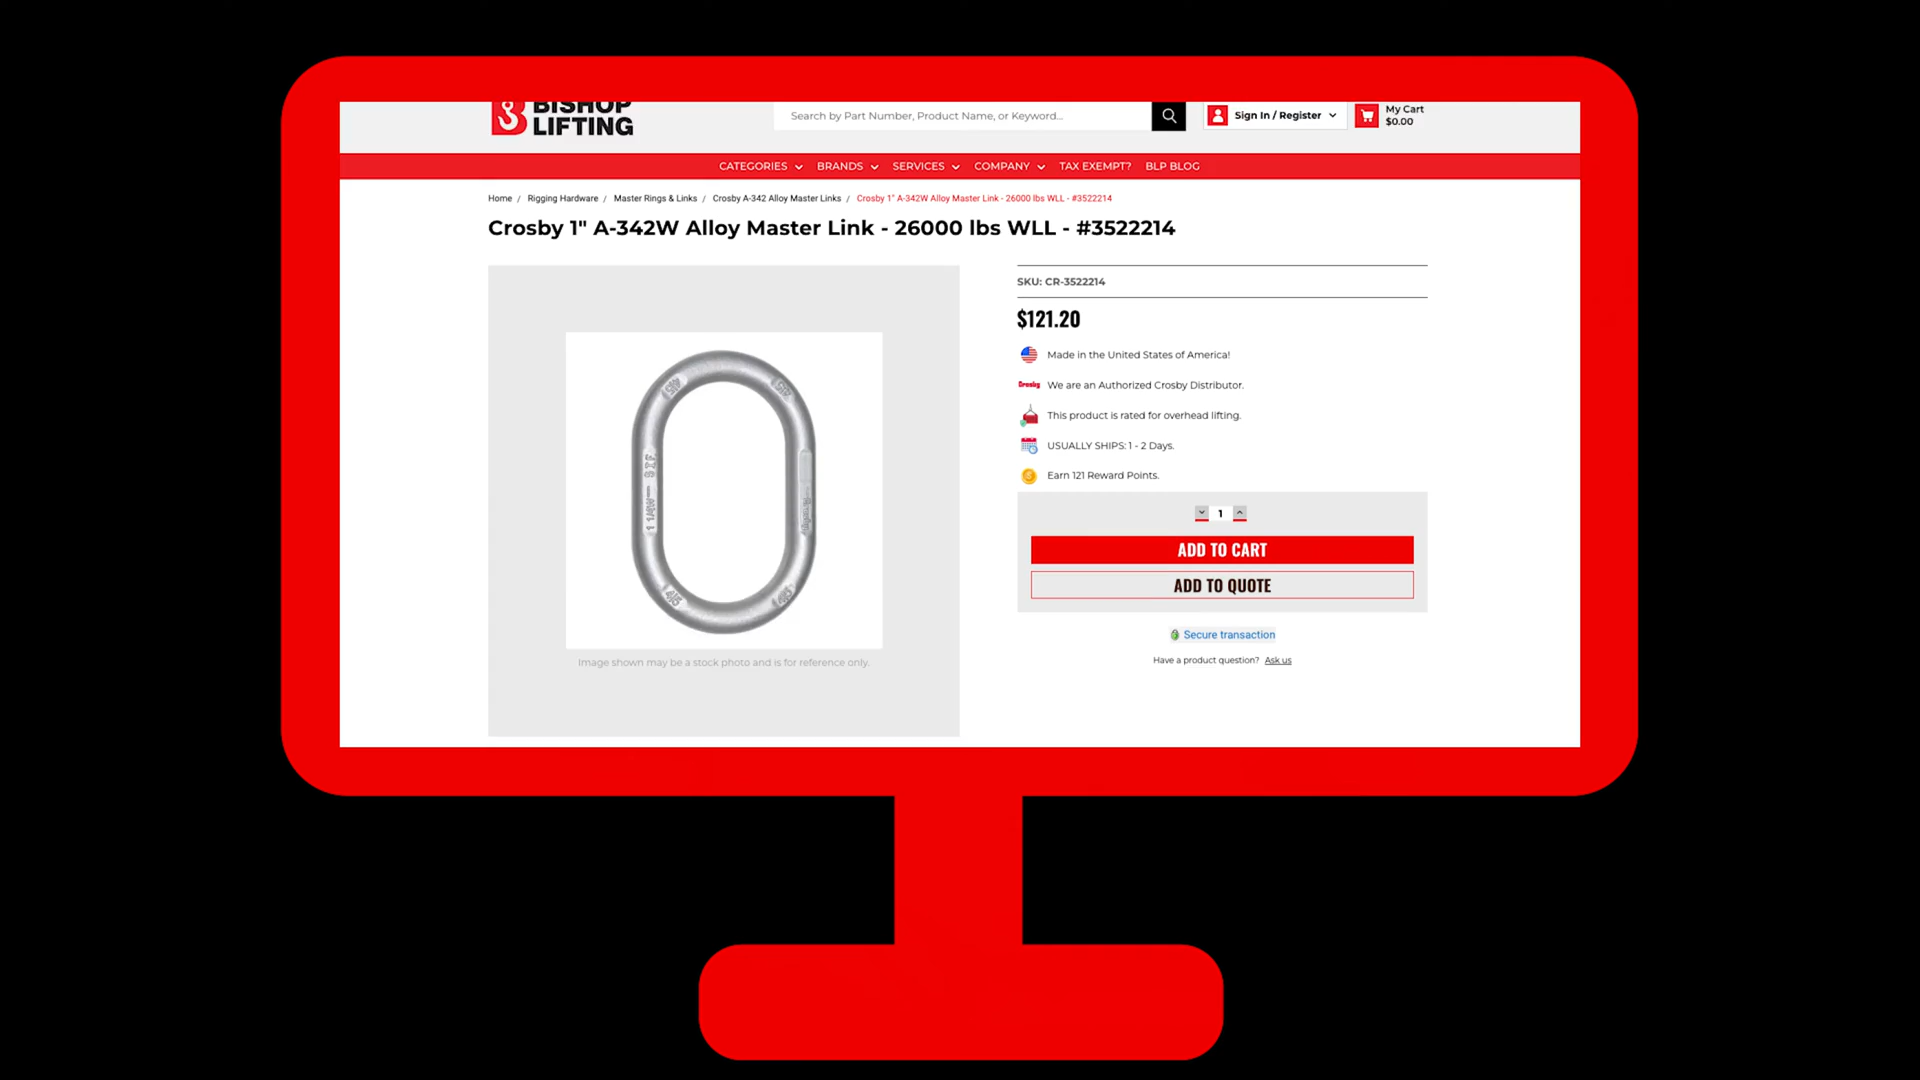 BISHOP
LIFTING
Search by Part Number, Product Name, or Keyword...
Sign In / Register
My Cart
$0.00
CATEGORIES BRANDS SERVICES COMPANY TAX EXEMPT? BLP BLOG
Home / Rigging Hardware / Master Rings & Links / Crosby A-342 Alloy Master Links / Crosby 1" A-342W Alloy Master Link - 26000 lbs WLL - #3522214
Crosby 1" A-342W Alloy Master Link - 26000 lbs WLL - #3522214
SKU: CR-3522214
$121.20
Made in the United States of America!
Crosby We are an Authorized Crosby Distributor.
This product is rated for overhead lifting.
USUALLY SHIPS: 1 - 2 Days.
Earn 121 Reward Points.
1
ADD TO CART
ADD TO QUOTE
Secure transaction
Have a product question? Ask us
Image shown may be a stock photo and is for reference only.